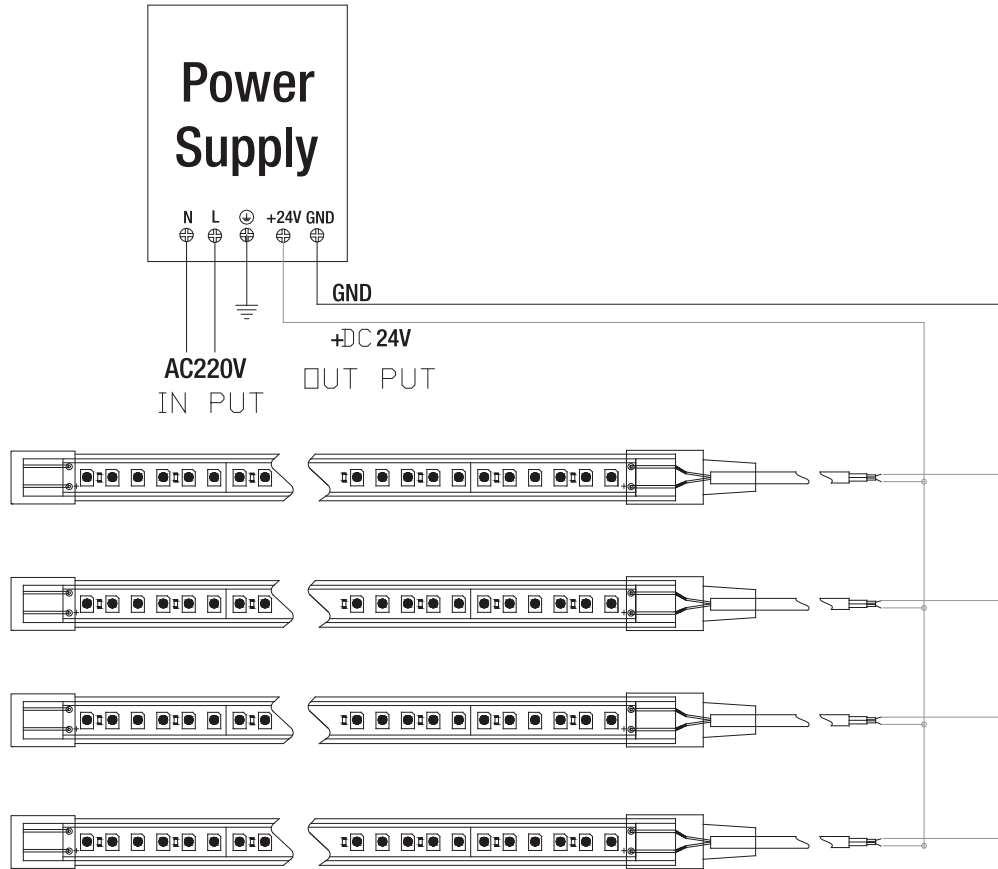 Power
Supply
N L +24V GND
GND
+DC 24V
AC220V
IN PUT
OUT PUT